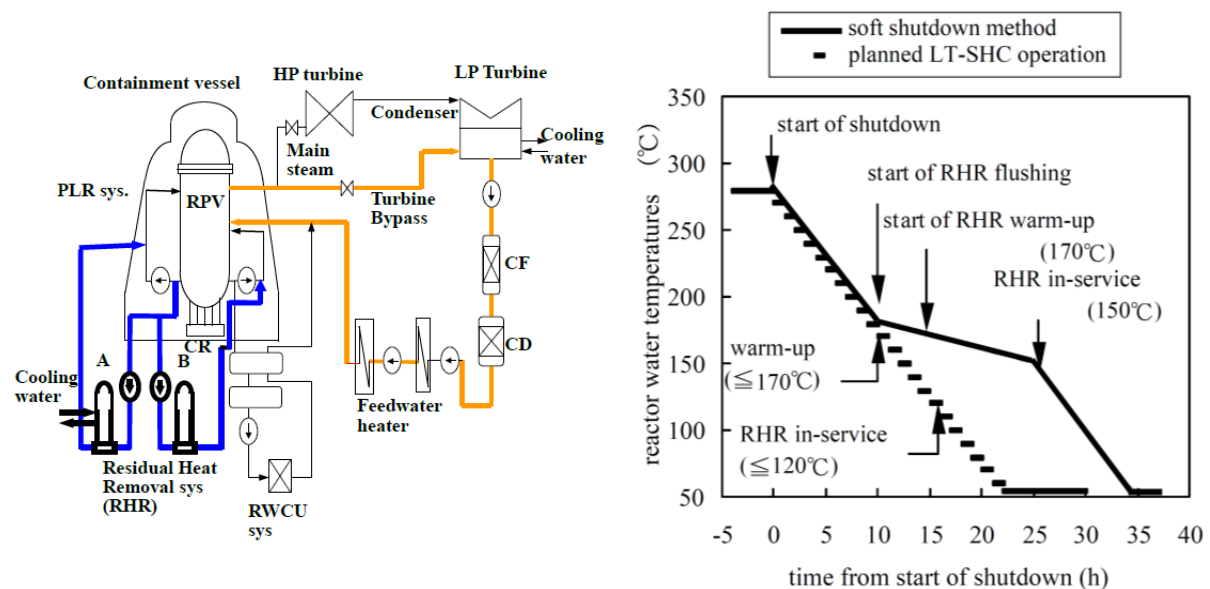 HP turbine
LP Turbine
Containment vessel
Condenser
Cooling
water
Main
steam
PLR sys.
RPV
Turbine
Bypass
CF
CD
CR
A
B
Cooling
water
Feedwater
heater
Residual Heat
Removal sys
(RHR)
RWCU
sys
soft shutdown method
planned LT-SHC operation
reactor water temperatures (℃)
350
300
250
200
150
100
50
start of shutdown
start of RHR flushing
start of RHR warm-up
(170℃)
RHR in-service
(150℃)
warm-up
(≦170℃)
RHR in-service
(≦120℃)
-5 0 5 10 15 20 25 30 35 40
time from start of shutdown (h)